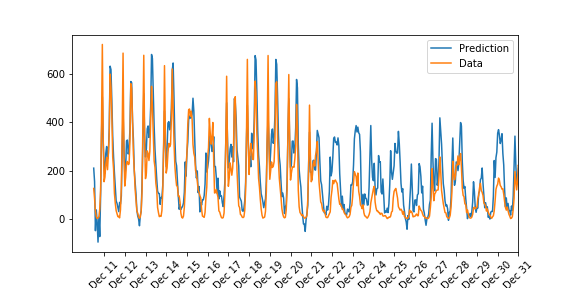 Prediction
Data
600
400
200
0
Dec 11
Dec 12
Dec 13
Dec 14
Dec 15
Dec 16
Dec 17
Dec 18
Dec 19
Dec 20
Dec 21
Dec 22
Dec 23
Dec 24
Dec 25
Dec 26
Dec 27
Dec 28
Dec 29
Dec 30
Dec 31